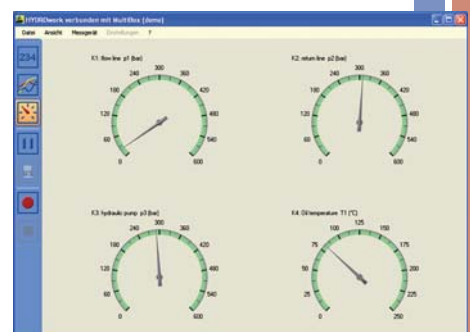 HYDROwork verbunden mit MultiBox (demo)
Datei Ansicht Messgerät Einstellungen ?
234
K1: flow line p1 (bar)
0 60 120 180 240 300 360 420 480 540 600
K2: return line p2 (bar)
0 60 120 180 240 300 360 420 480 540 600
K3: hydraulic pump p3 (bar)
0 60 120 180 240 300 360 420 480 540 600
K4: Oil temperature T1 (°C)
0 25 50 75 100 125 150 175 200 225 250